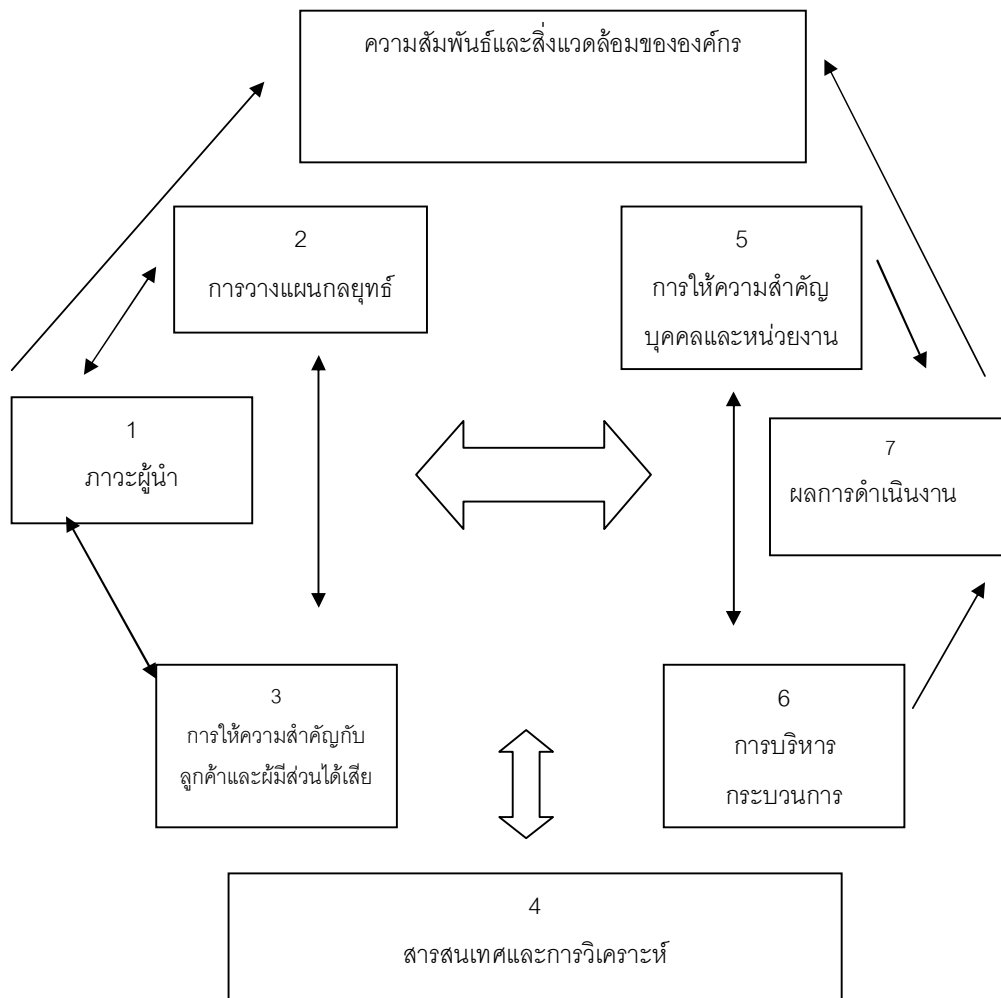 ความสัมพันธ์และสิ่งแวดล้อมขององค์กร
2
การวางแผนกลยุทธ์
5
การให้ความสำคัญ
บุคคลและหน่วยงาน
1
ภาวะผู้นำ
7
ผลการดำเนินงาน
3
การให้ความสำคัญกับ
ลูกค้าและผู้มีส่วนได้เสีย
6
การบริหาร
กระบวนการ
4
สารสนเทศและการวิเคราะห์